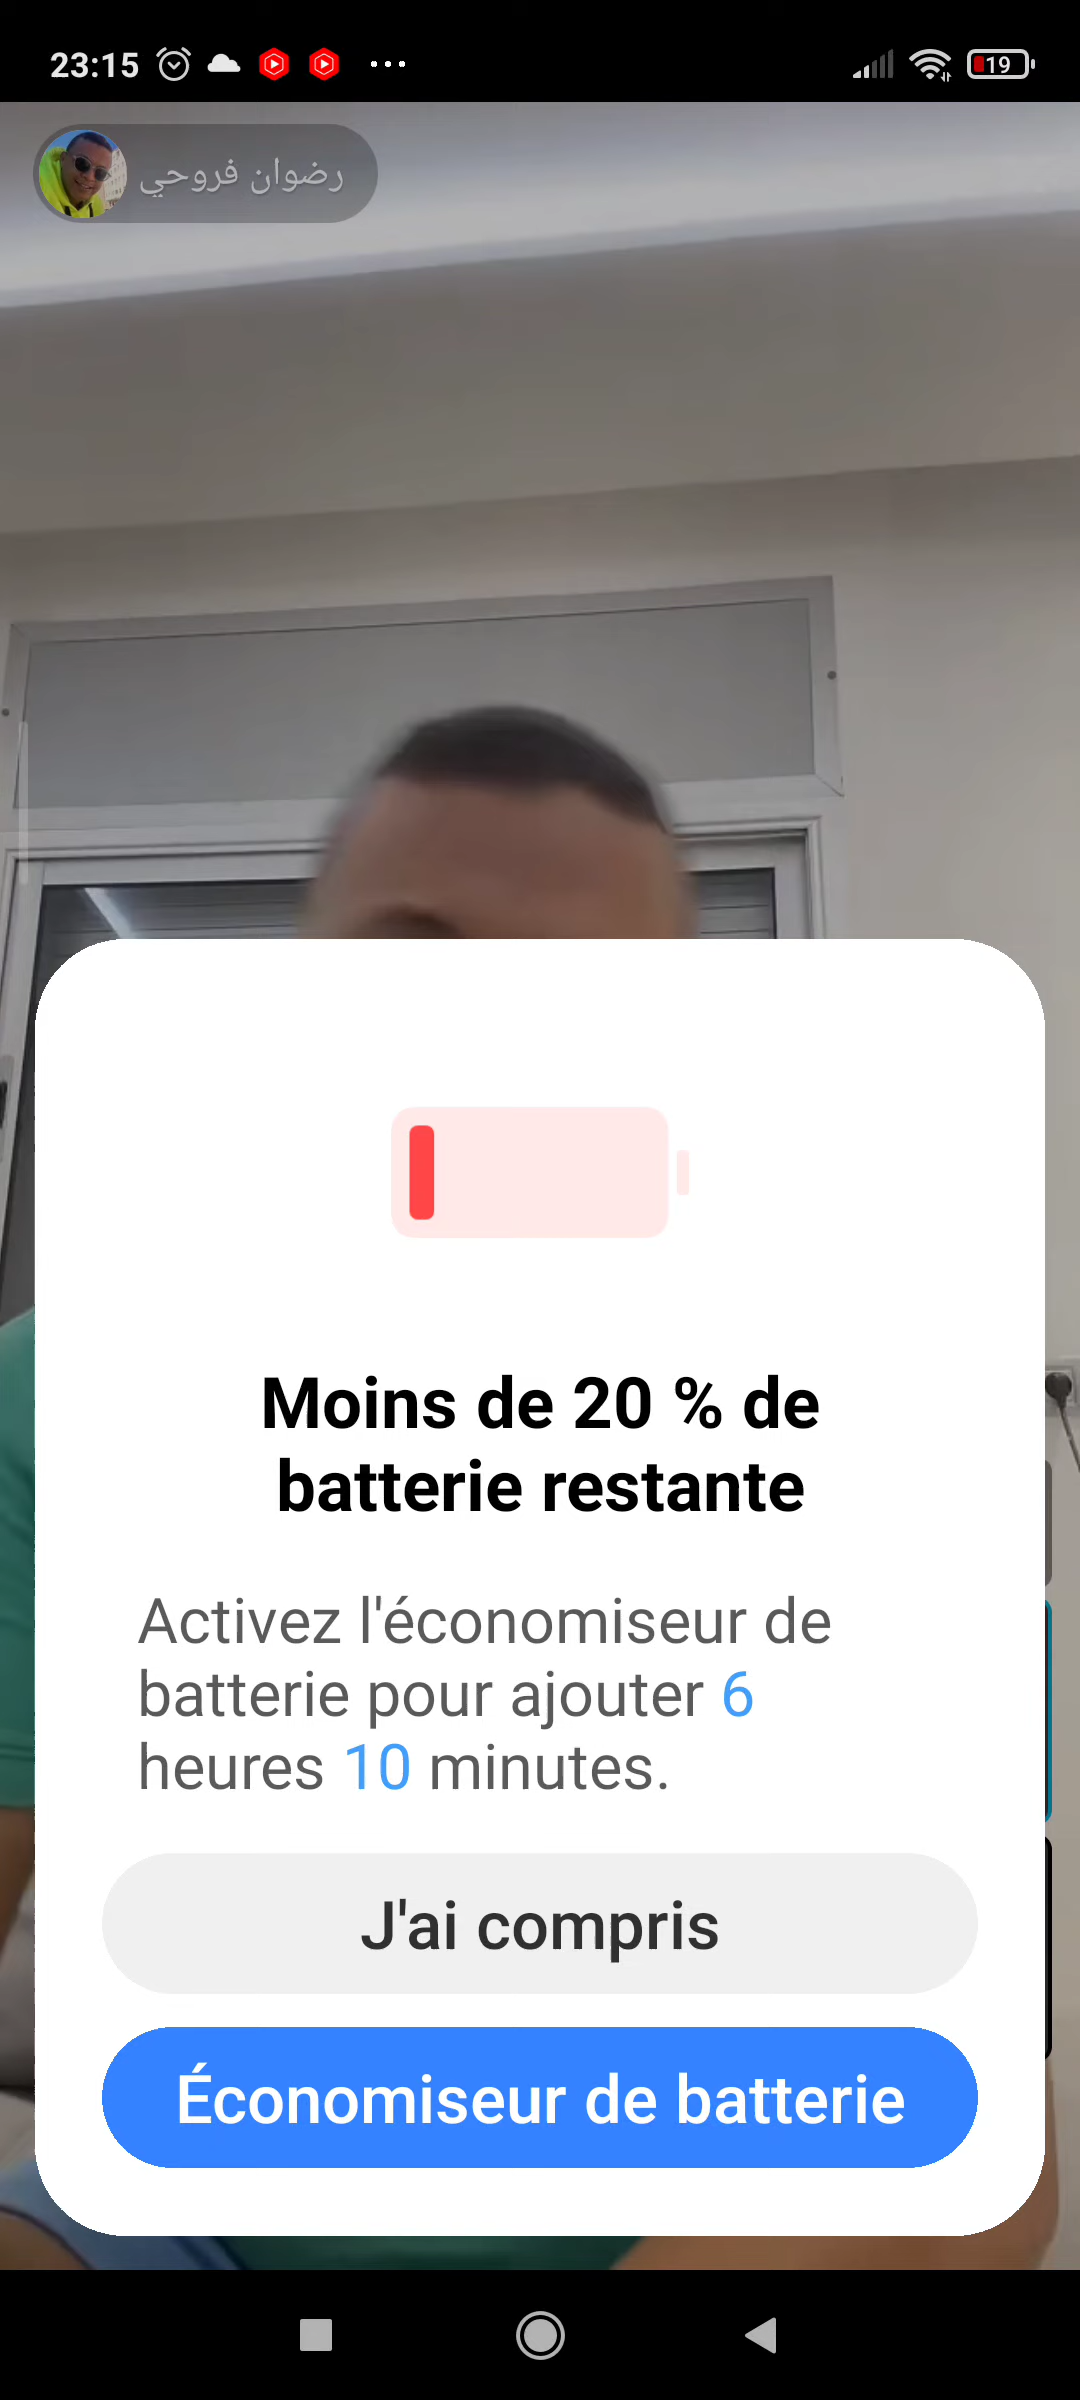 23:15
19
رضوان فروحي
Moins de 20 % de
batterie restante
Activez l'économiseur de
batterie pour ajouter 6
heures 10 minutes.
J'ai compris
Économiseur de batterie